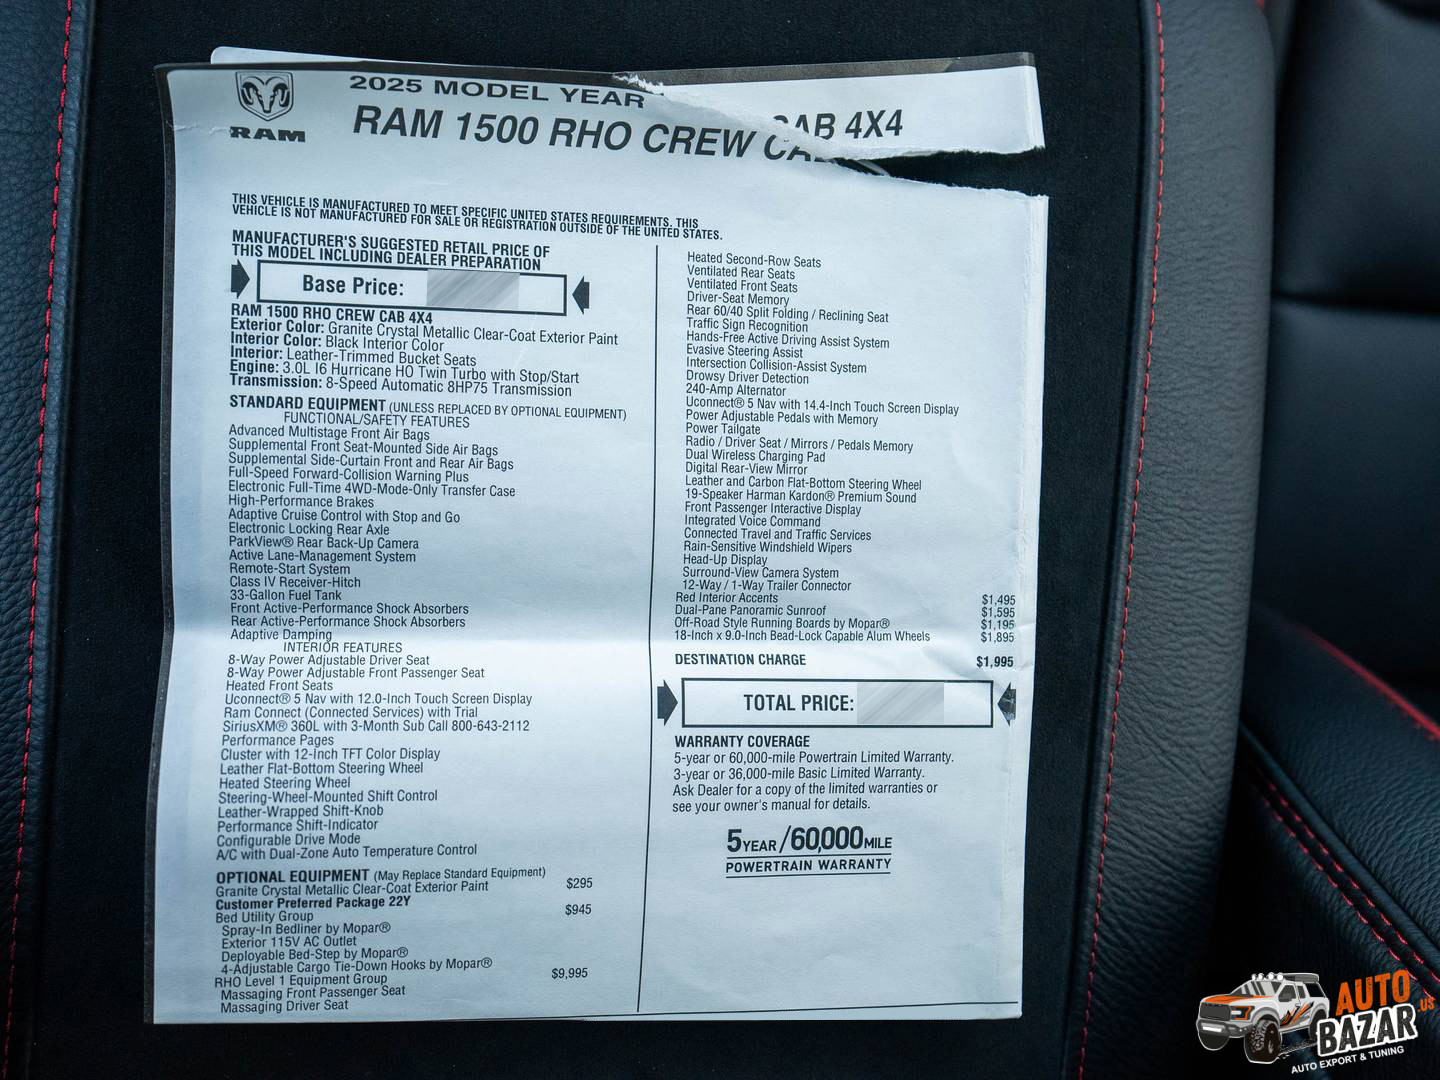 2025 MODEL YEAR
RAM 1500 RHO CREW CA
CAB 4X4
RAM
THIS VEHICLE IS MANUFACTURED TO MEET SPECIFIC UNITED STATES REQUIREMENTS. THIS
VEHICLE IS NOT MANUFACTURED FOR SALE OR REGISTRATION OUTSIDE OF THE UNITED STATES.
MANUFACTURER'S SUGGESTED RETAIL PRICE OF
THIS MODEL INCLUDING DEALER PREPARATION
Base Price:
RAM 1500 RHO CREW CAB 4X4
Exterior Color: Granite Crystal Metallic Clear-Coat Exterior Paint
Interior Color: Black Interior Color
Interior: Leather-Trimmed Bucket Seats
Engine: 3.0L I6 Hurricane HO Twin Turbo with Stop/Start
Transmission: 8-Speed Automatic 8HP75 Transmission
STANDARD EQUIPMENT (UNLESS REPLACED BY OPTIONAL EQUIPMENT)
FUNCTIONAL/SAFETY FEATURES
Advanced Multistage Front Air Bags
Supplemental Front Seat-Mounted Side Air Bags
Supplemental Side-Curtain Front and Rear Air Bags
Full-Speed Forward-Collision Warning Plus
Electronic Full-Time 4WD-Mode-Only Transfer Case
High-Performance Brakes
Adaptive Cruise Control with Stop and Go
Electronic Locking Rear Axle
ParkView® Rear Back-Up Camera
Active Lane-Management System
Remote-Start System
Class IV Receiver-Hitch
33-Gallon Fuel Tank
Front Active-Performance Shock Absorbers
Rear Active-Performance Shock Absorbers
Adaptive Damping
INTERIOR FEATURES
8-Way Power Adjustable Driver Seat
8-Way Power Adjustable Front Passenger Seat
Heated Front Seats
Uconnect® 5 Nav with 12.0-Inch Touch Screen Display
Ram Connect (Connected Services) with Trial
SiriusXM® 360L with 3-Month Sub Call 800-643-2112
Performance Pages
Cluster with 12-Inch TFT Color Display
Leather Flat-Bottom Steering Wheel
Heated Steering Wheel
Steering-Wheel-Mounted Shift Control
Leather-Wrapped Shift-Knob
Performance Shift-Indicator
Configurable Drive Mode
A/C with Dual-Zone Auto Temperature Control
OPTIONAL EQUIPMENT (May Replace Standard Equipment)
Granite Crystal Metallic Clear-Coat Exterior Paint $295
Customer Preferred Package 22Y
Bed Utility Group $945
Spray-In Bedliner by Mopar®
Exterior 115V AC Outlet
Deployable Bed-Step by Mopar®
4-Adjustable Cargo Tie-Down Hooks by Mopar®
RHO Level 1 Equipment Group $9,995
Massaging Front Passenger Seat
Massaging Driver Seat
Heated Second-Row Seats
Ventilated Rear Seats
Ventilated Front Seats
Driver-Seat Memory
Rear 60/40 Split Folding / Reclining Seat
Traffic Sign Recognition
Hands-Free Active Driving Assist System
Evasive Steering Assist
Intersection Collision-Assist System
Drowsy Driver Detection
240-Amp Alternator
Uconnect® 5 Nav with 14.4-Inch Touch Screen Display
Power Adjustable Pedals with Memory
Power Tailgate
Radio / Driver Seat / Mirrors / Pedals Memory
Dual Wireless Charging Pad
Digital Rear-View Mirror
Leather and Carbon Flat-Bottom Steering Wheel
19-Speaker Harman Kardon® Premium Sound
Front Passenger Interactive Display
Integrated Voice Command
Connected Travel and Traffic Services
Rain-Sensitive Windshield Wipers
Head-Up Display
Surround-View Camera System
12-Way / 1-Way Trailer Connector
Red Interior Accents $1,495
Dual-Pane Panoramic Sunroof $1,595
Off-Road Style Running Boards by Mopar® $1,195
18-Inch x 9.0-Inch Bead-Lock Capable Alum Wheels $1,895
DESTINATION CHARGE $1,995
TOTAL PRICE:
WARRANTY COVERAGE
5-year or 60,000-mile Powertrain Limited Warranty.
3-year or 36,000-mile Basic Limited Warranty.
Ask Dealer for a copy of the limited warranties or
see your owner's manual for details.
5YEAR/60,000MILE
POWERTRAIN WARRANTY
AUTO
BAZAR.US
AUTO EXPORT & TUNING